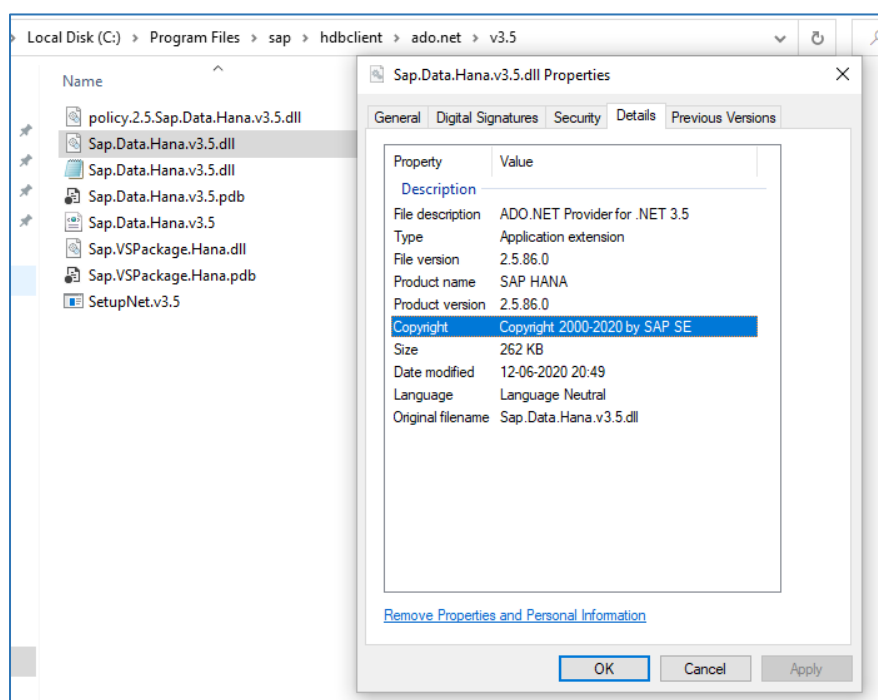 Local Disk (C:) > Program Files > sap > hdbclient > ado.net > v3.5
Name
policy.2.5.Sap.Data.Hana.v3.5.dll
Sap.Data.Hana.v3.5.dll
Sap.Data.Hana.v3.5.dll
Sap.Data.Hana.v3.5.pdb
Sap.Data.Hana.v3.5
Sap.VSPackage.Hana.dll
Sap.VSPackage.Hana.pdb
SetupNet.v3.5
Sap.Data.Hana.v3.5.dll Properties
General Digital Signatures Security Details Previous Versions
Property Value
Description
File description ADO.NET Provider for .NET 3.5
Type Application extension
File version 2.5.86.0
Product name SAP HANA
Product version 2.5.86.0
Copyright Copyright 2000-2020 by SAP SE
Size 262 KB
Date modified 12-06-2020 20:49
Language Language Neutral
Original filename Sap.Data.Hana.v3.5.dll
Remove Properties and Personal Information
OK Cancel Apply